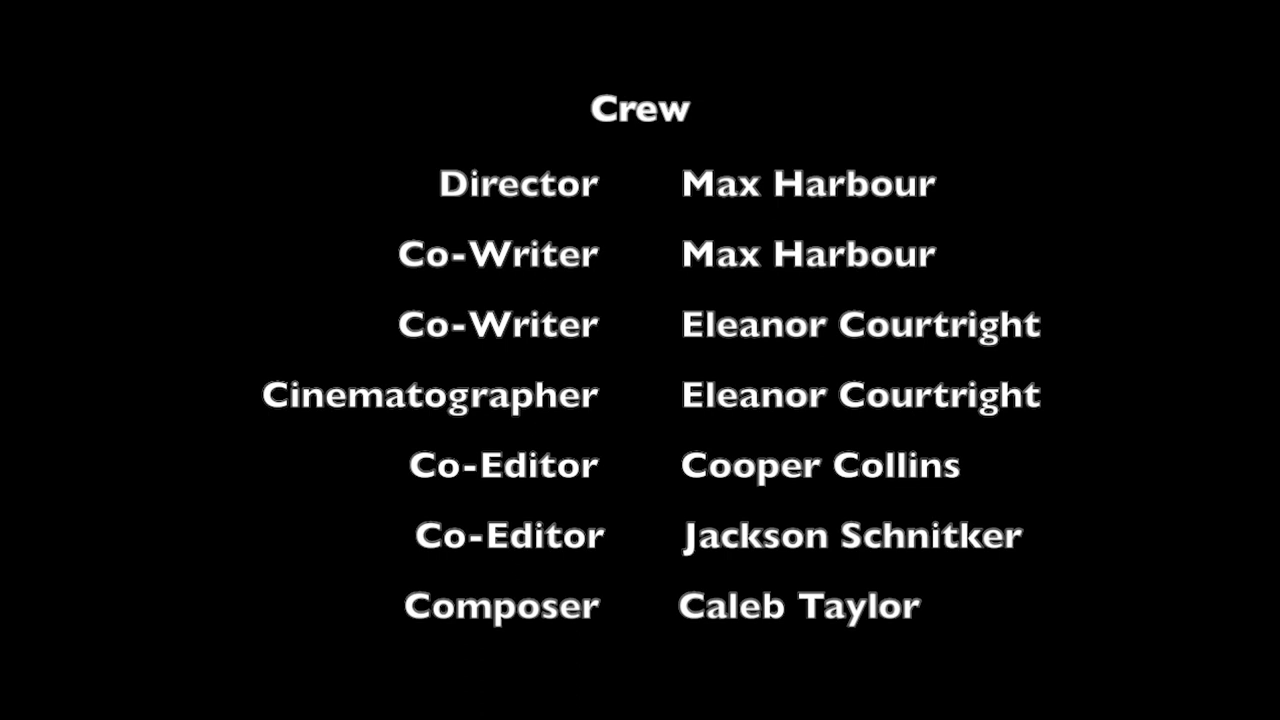 Crew
Director Max Harbour
Co-Writer Max Harbour
Co-Writer Eleanor Courtright
Cinematographer Eleanor Courtright
Co-Editor Cooper Collins
Co-Editor Jackson Schnitker
Composer Caleb Taylor